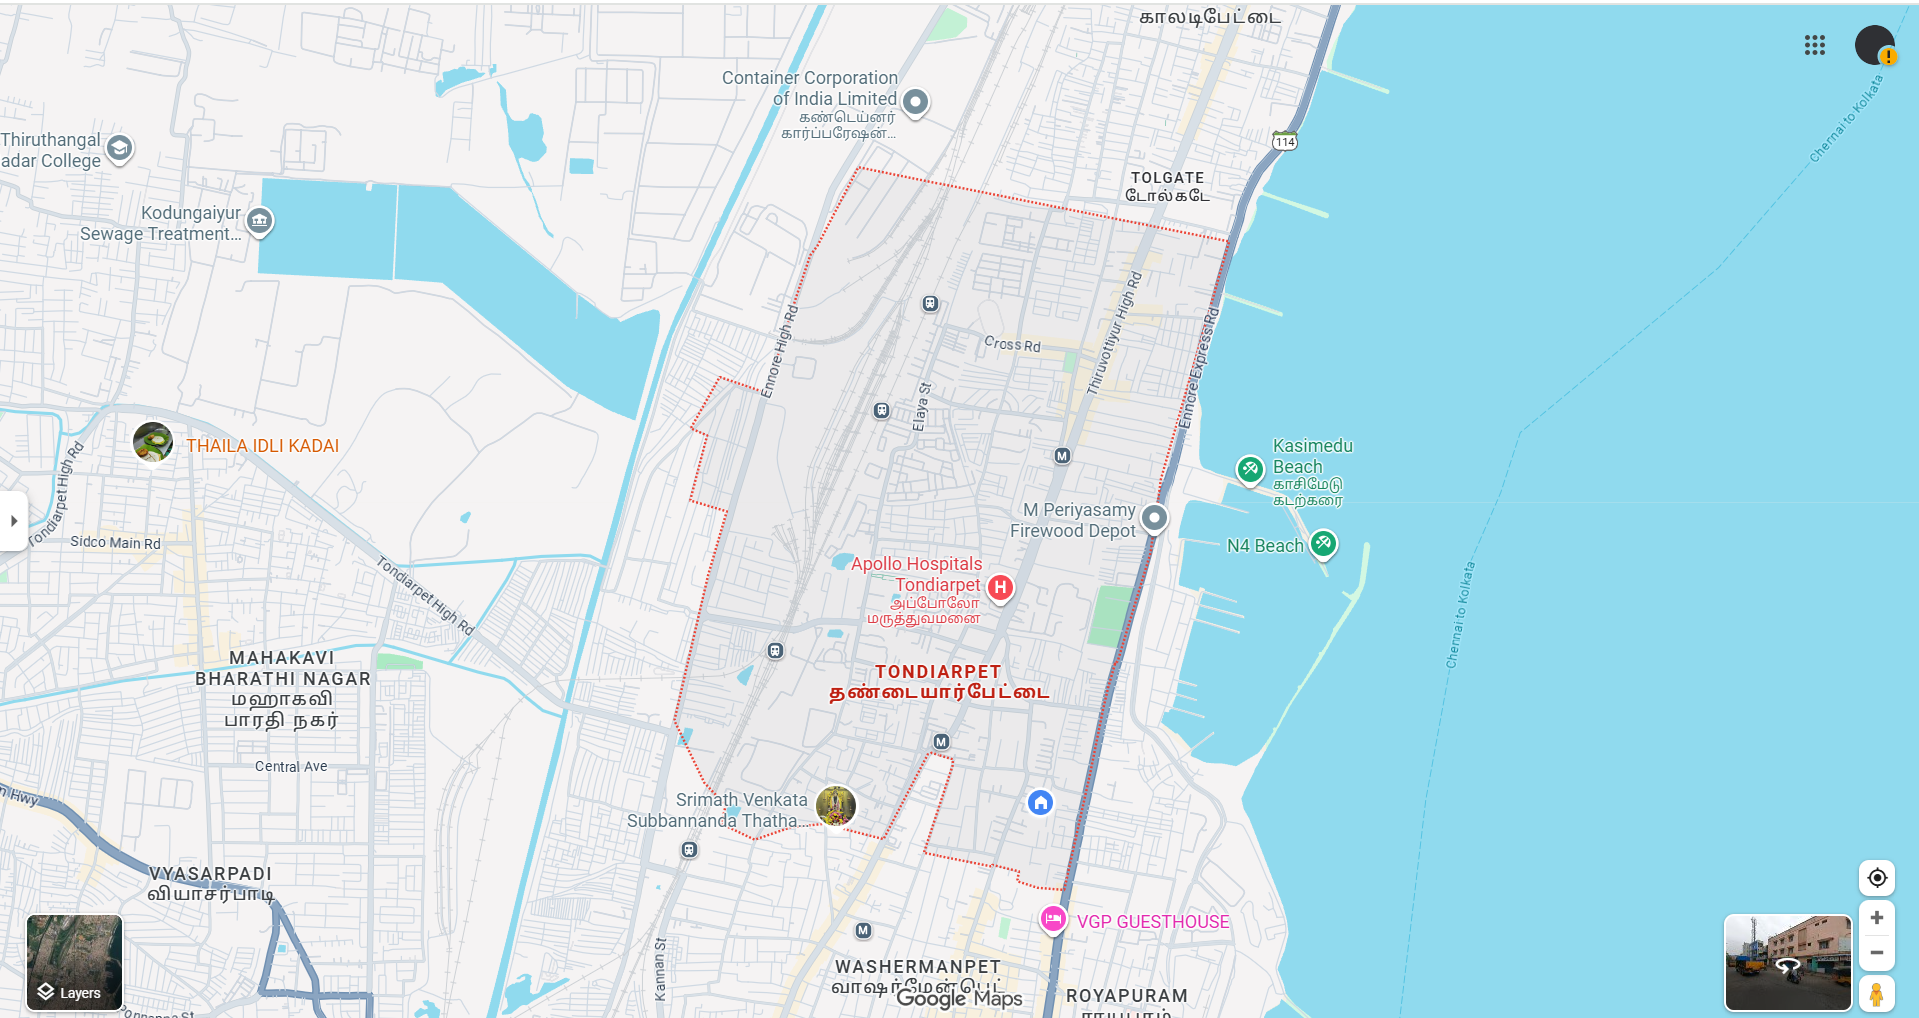 காலடிபேட்டை
Container Corporation
of India Limited
கண்டெய்னர்
கார்ப்பரேஷன்...
Chennai to Kolkata
114
Thiruthangal
adar College
TOLGATE
டோல்கடே
Kodungaiyur
Sewage Treatment...
Ennore High Rd
Thiruvottiyur High Rd
Ennore Express Rd
Cross Rd
Elaya St
THAILA IDLI KADAI
Tondiarpet High Rd
Kasimedu
Beach
காசிமேடு
கடற்கரை
M
M Periyasamy
Firewood Depot
N4 Beach
Sidco Main Rd
Tondiarpet High Rd
Apollo Hospitals
Tondiarpet
அப்போலோ
மருத்துவமனை
H
Chennai to Kolkata
MAHAKAVI
BHARATHI NAGAR
மஹாகவி
பாரதி நகர்
TONDIARPET
தண்டையார்பேட்டை
M
Central Ave
n Hwy
Srimath Venkata
Subbannanda Thatha...
VYASARPADI
வியாசர்பாடி
VGP GUESTHOUSE
M
Kannan St
WASHERMANPET
வாஷர்மேன்பெட்
Google Maps
ROYAPURAM
ராயபுரம்
Layers